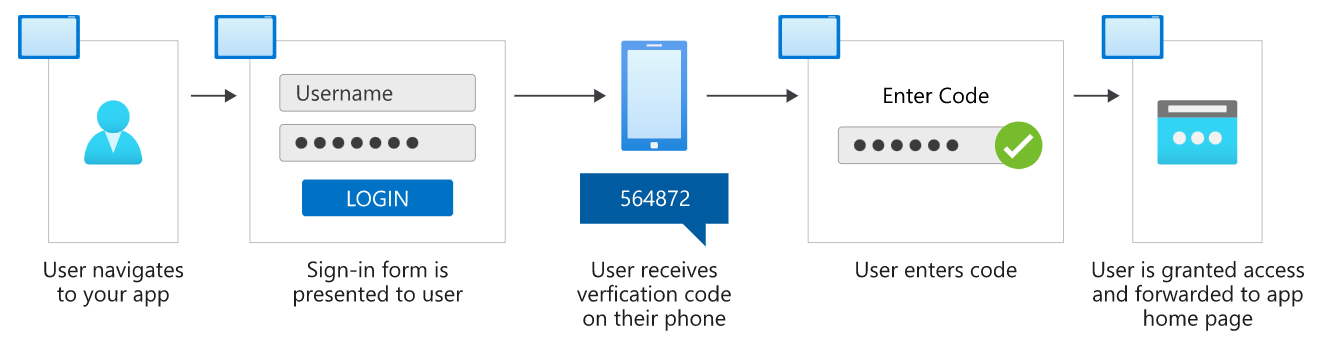 Username
LOGIN
564872
Enter Code
User navigates
to your app
Sign-in form is
presented to user
User receives
verfication code
on their phone
User enters code
User is granted access
and forwarded to app
home page